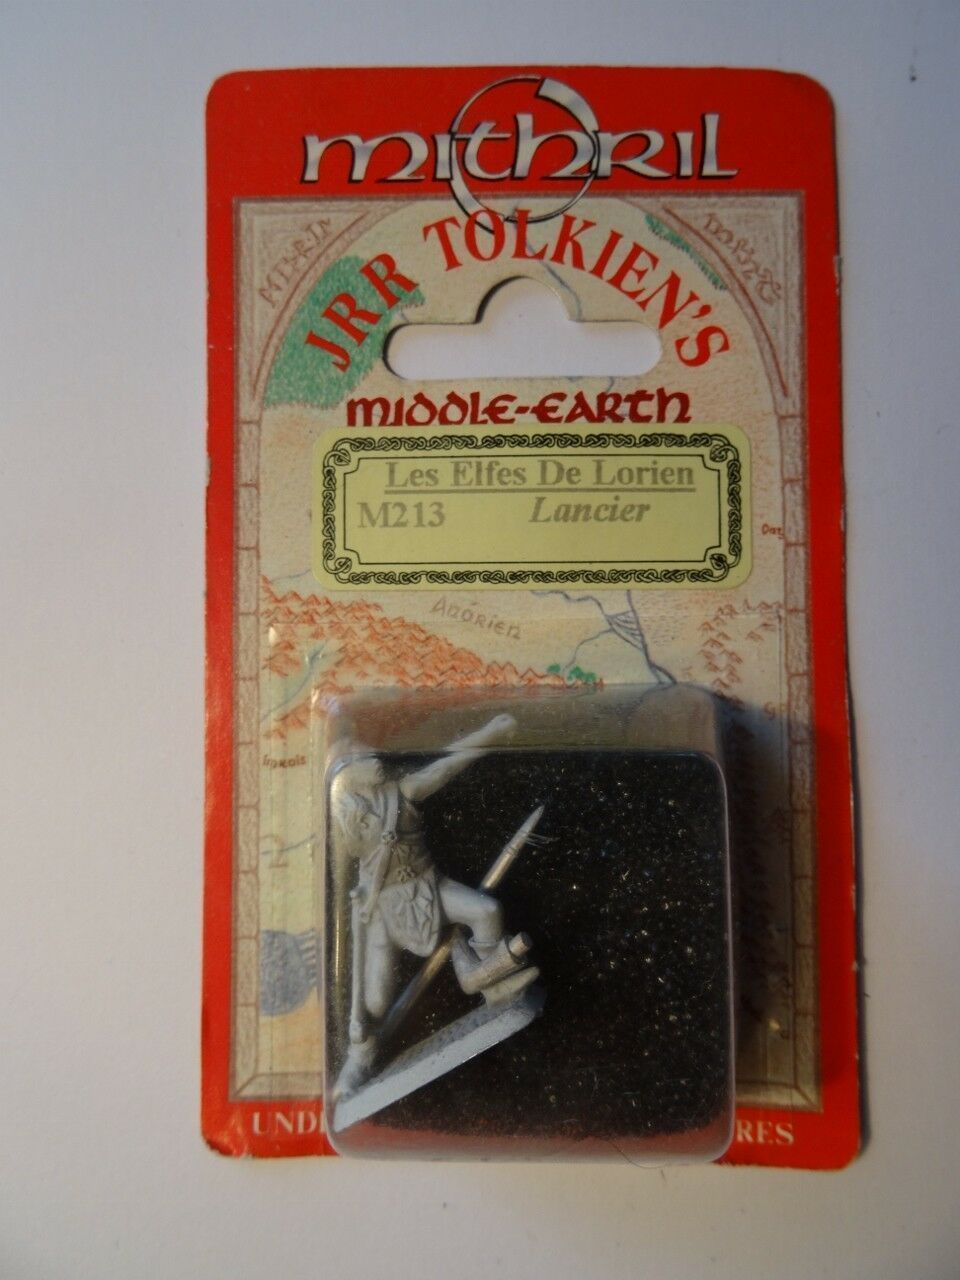 mithril
JRR TOLKIEN'S
MIDDLE-EARTH
Les Elfes De Lorien
M213 Lancier
Anórien